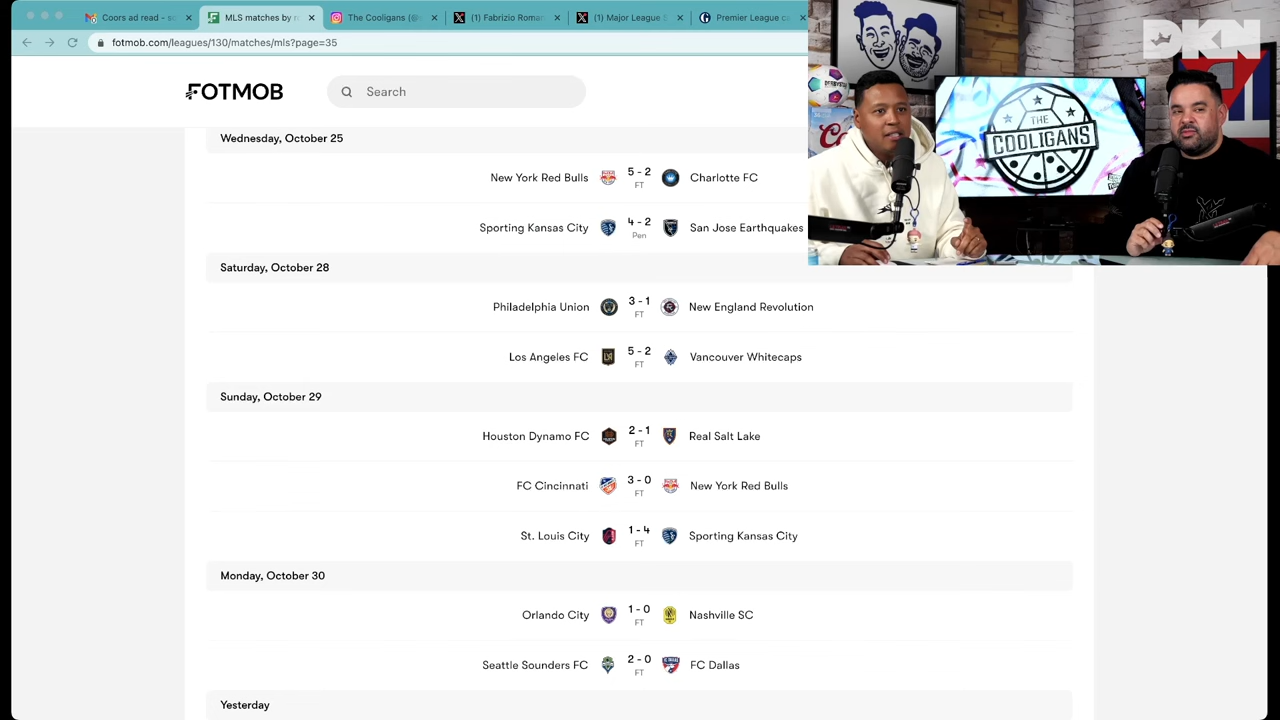 Coors ad read - se
MLS matches by ro
The Cooligans (@
(1) Fabrizio Roman
(1) Major League S
Premier League ca
fotmob.com/leagues/130/matches/mls?page=35
DKN
FOTMOB
Search
THE
COOLIGANS
Wednesday, October 25
New York Red Bulls 5 - 2 Charlotte FC
FT
Sporting Kansas City 4 - 2 San Jose Earthquakes
Pen
Saturday, October 28
Philadelphia Union 3 - 1 New England Revolution
FT
Los Angeles FC 5 - 2 Vancouver Whitecaps
FT
Sunday, October 29
Houston Dynamo FC 2 - 1 Real Salt Lake
FT
FC Cincinnati 3 - 0 New York Red Bulls
FT
St. Louis City 1 - 4 Sporting Kansas City
FT
Monday, October 30
Orlando City 1 - 0 Nashville SC
FT
Seattle Sounders FC 2 - 0 FC Dallas
FT
Yesterday